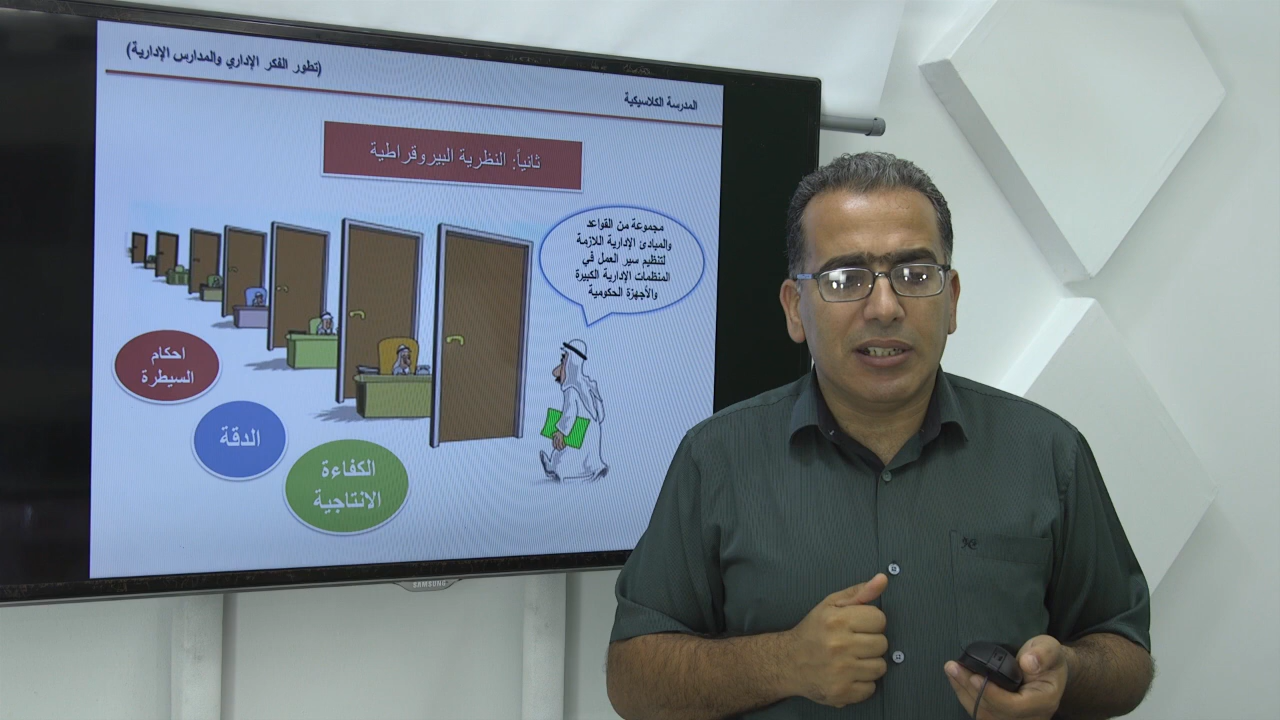 (تطور الفكر الإداري والمدارس الإدارية)
المدرسة الكلاسيكية
ثانياً: النظرية البيروقراطية
مجموعة من القواعد
والمبادئ الإدارية اللازمة
لتنظيم سير العمل في
المنظمات الإدارية الكبيرة
والأجهزة الحكومية
احكام
السيطرة
الدقة
الكفاءة
الانتاجية
SAMSUNG